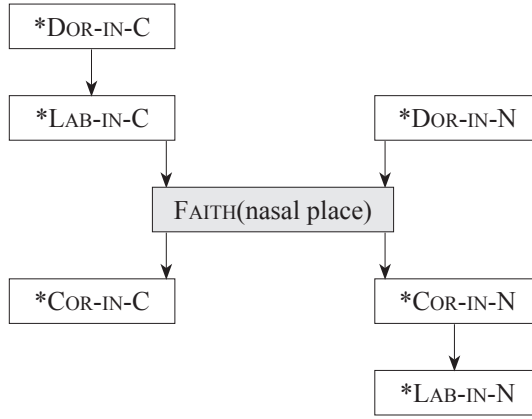 *DOR-IN-C
*LAB-IN-C
*DOR-IN-N
FAITH(nasal place)
*COR-IN-C
*COR-IN-N
*LAB-IN-N